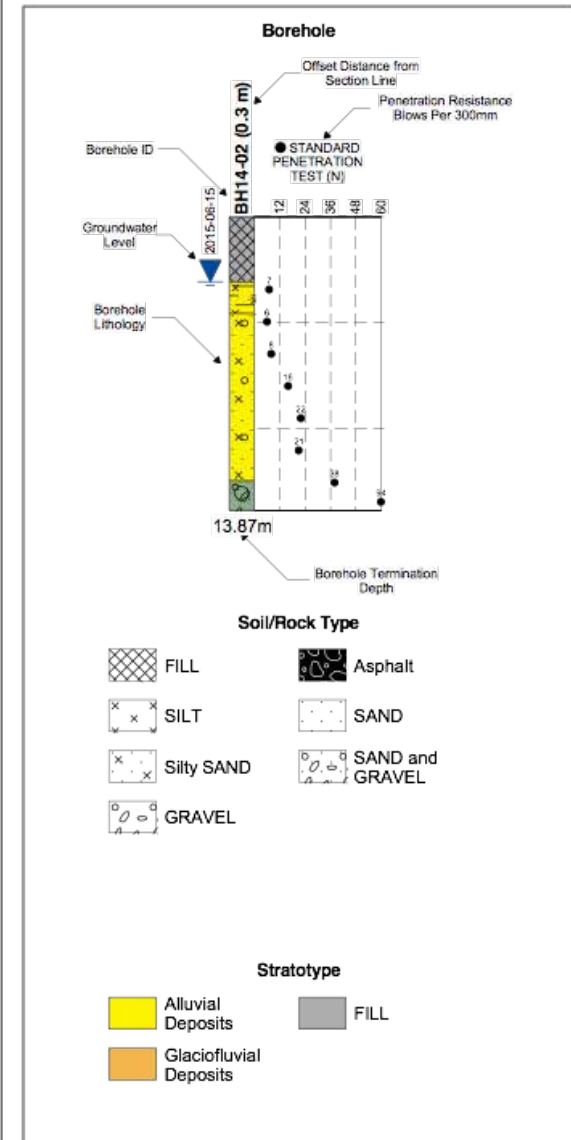 Borehole
Offset Distance from
Section Line
Penetration Resistance
Blows Per 300mm
BH14-02 (0.3 m)
Borehole ID
● STANDARD
PENETRATION
TEST (N)
2015-06-15
12
24
36
48
60
Groundwater
Level
7
6
Borehole
Lithology
16
22
21
38
13.87m
Borehole Termination
Depth
Soil/Rock Type
FILL
Asphalt
SILT
SAND
Silty SAND
SAND and
GRAVEL
GRAVEL
Stratotype
Alluvial
Deposits
FILL
Glaciofluvial
Deposits